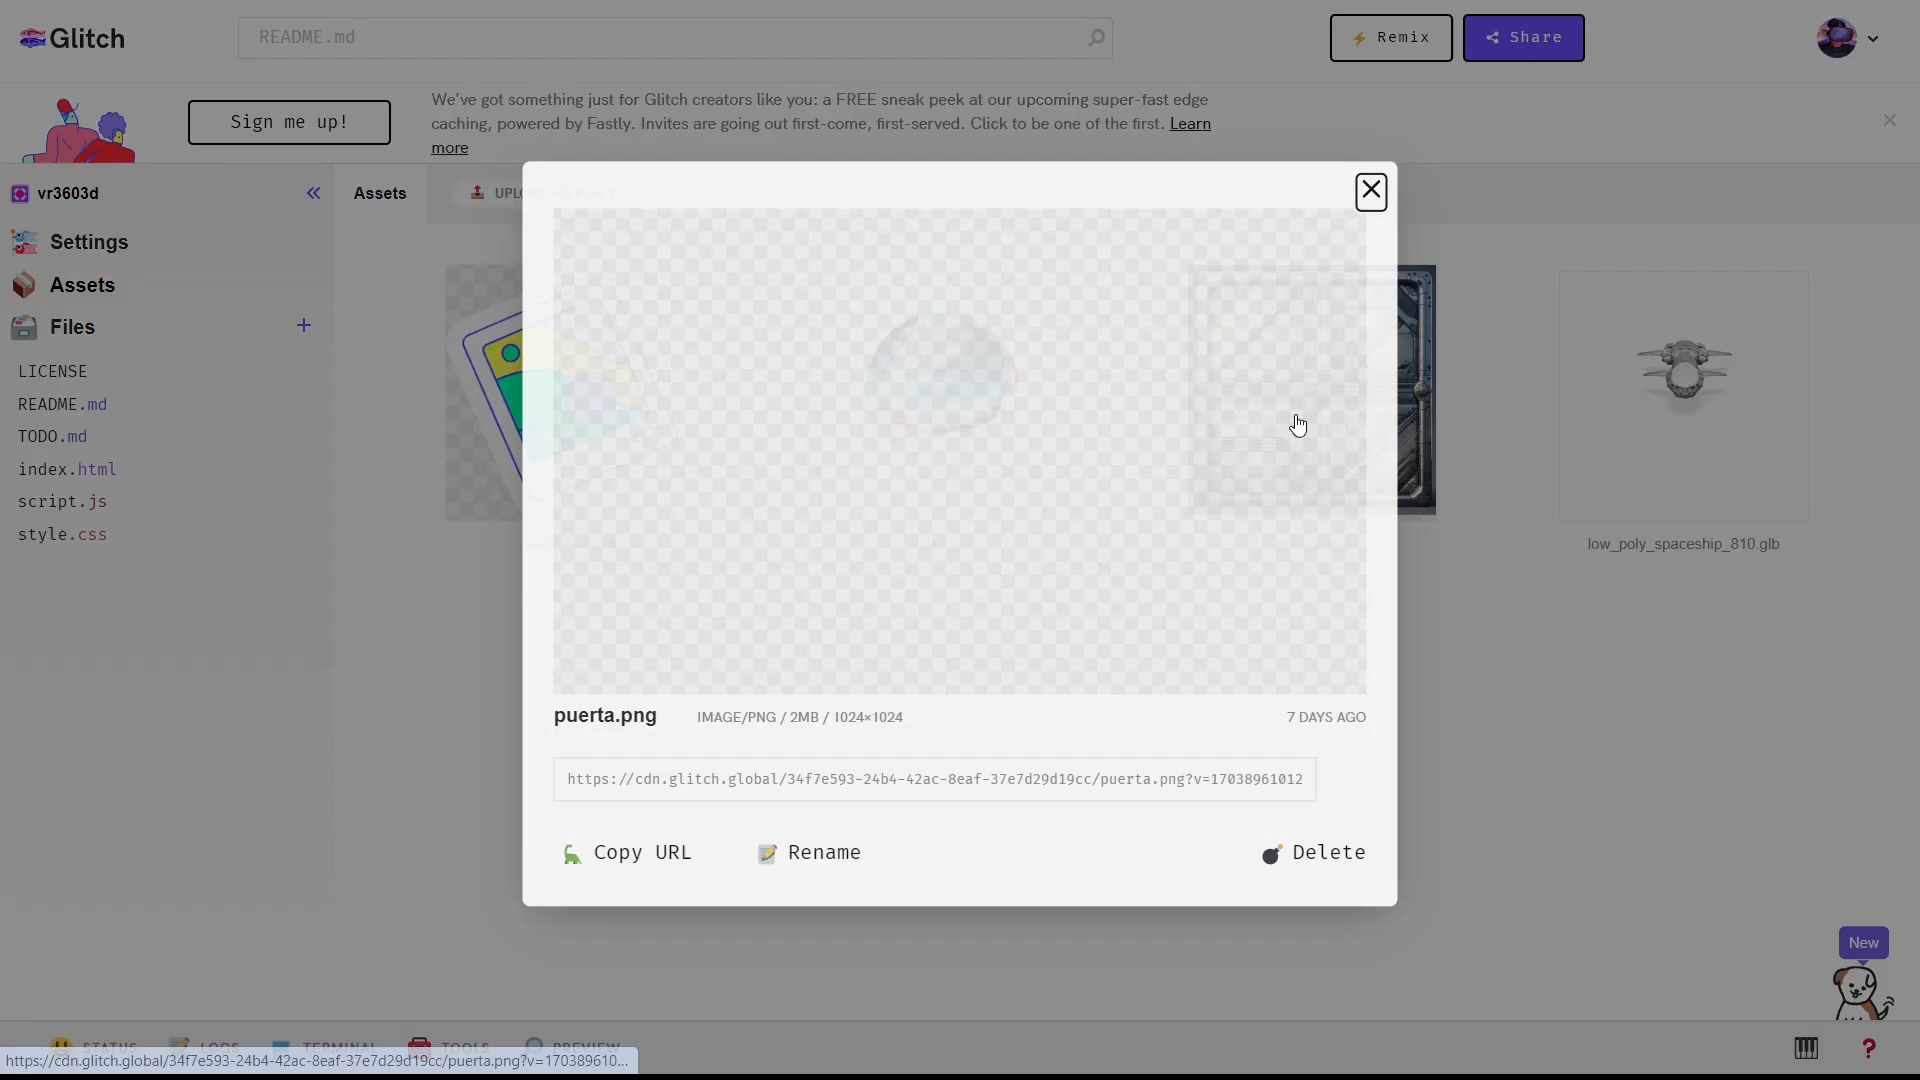 Glitch
README.md
Remix
Share
Sign me up!
We've got something just for Glitch creators like you: a FREE sneak peek at our upcoming super-fast edge
caching, powered by Fastly. Invites are going out first-come, first-served. Click to be one of the first. Learn
more
vr3603d
Assets
Settings
Assets
Files
LICENSE
README.md
TODO.md
index.html
script.js
style.css
low_poly_spaceship_810.glb
puerta.png
IMAGE/PNG / 2MB / 1024×1024
7 DAYS AGO
https://cdn.glitch.global/34f7e593-24b4-42ac-8eaf-37e7d29d19cc/puerta.png?v=17038961012
Copy URL
Rename
Delete
New
STATUS
LOGS
TERMINAL
TOOLS
PREVIEW
https://cdn.glitch.global/34f7e593-24b4-42ac-8eaf-37e7d29d19cc/puerta.png?v=170389610...
?